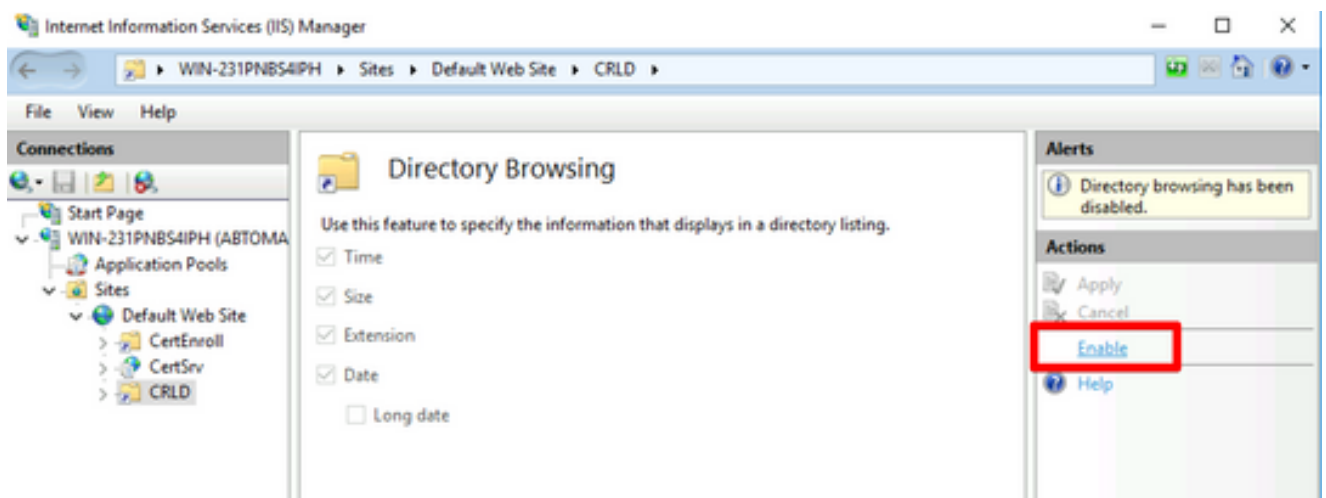 Internet Information Services (IIS) Manager
WIN-231PNBS4IPH ▸ Sites ▸ Default Web Site ▸ CRLD ▸
File View Help
Connections
Start Page
WIN-231PNBS4IPH (ABTOMA
Application Pools
Sites
Default Web Site
CertEnroll
CertSrv
CRLD
Directory Browsing
Use this feature to specify the information that displays in a directory listing.
Time
Size
Extension
Date
Long date
Alerts
Directory browsing has been
disabled.
Actions
Apply
Cancel
Enable
Help